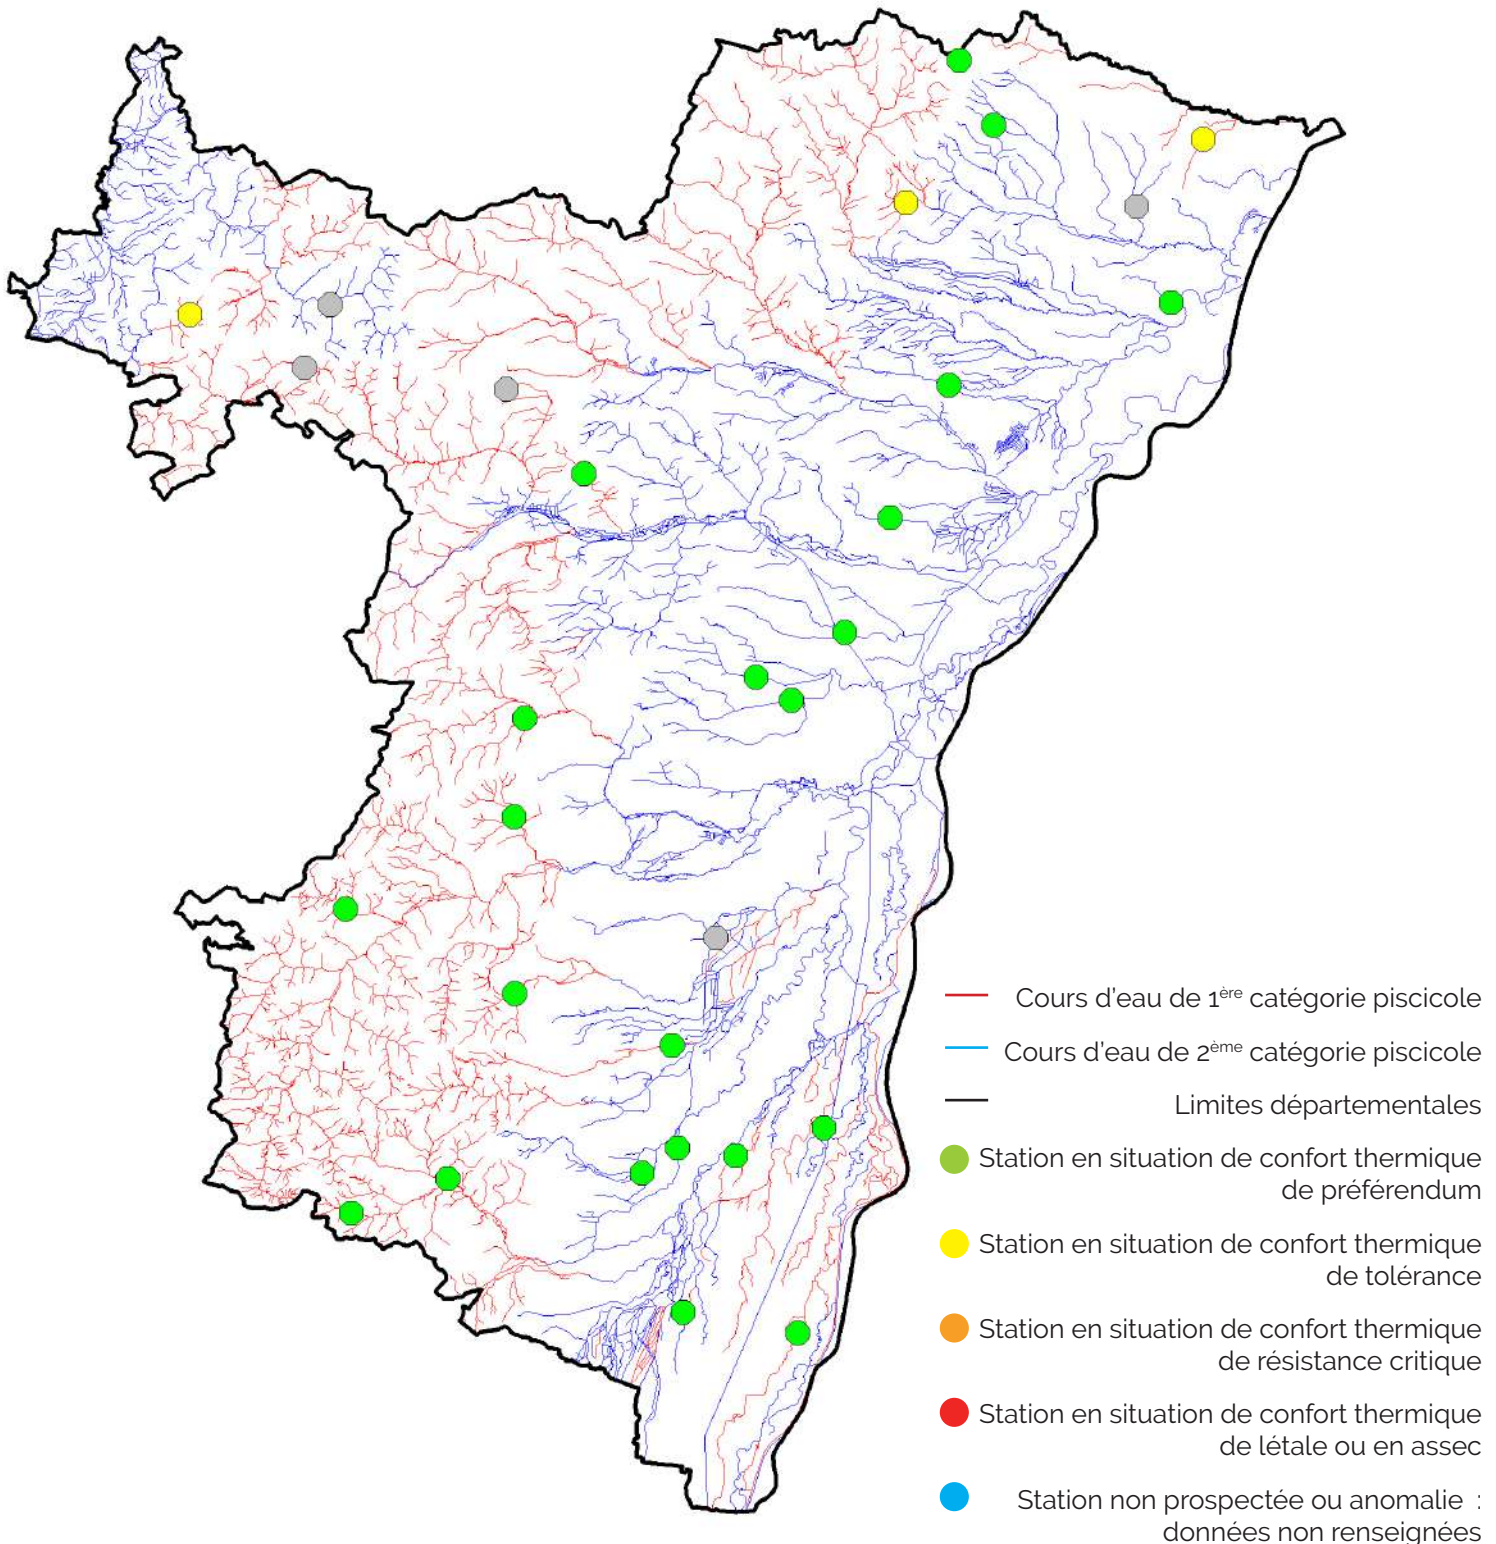 Cours d'eau de 1ère catégorie piscicole
Cours d'eau de 2ème catégorie piscicole
Limites départementales
Station en situation de confort thermique
de préférendum
Station en situation de confort thermique
de tolérance
Station en situation de confort thermique
de résistance critique
Station en situation de confort thermique
de létale ou en assec
Station non prospectée ou anomalie :
données non renseignées